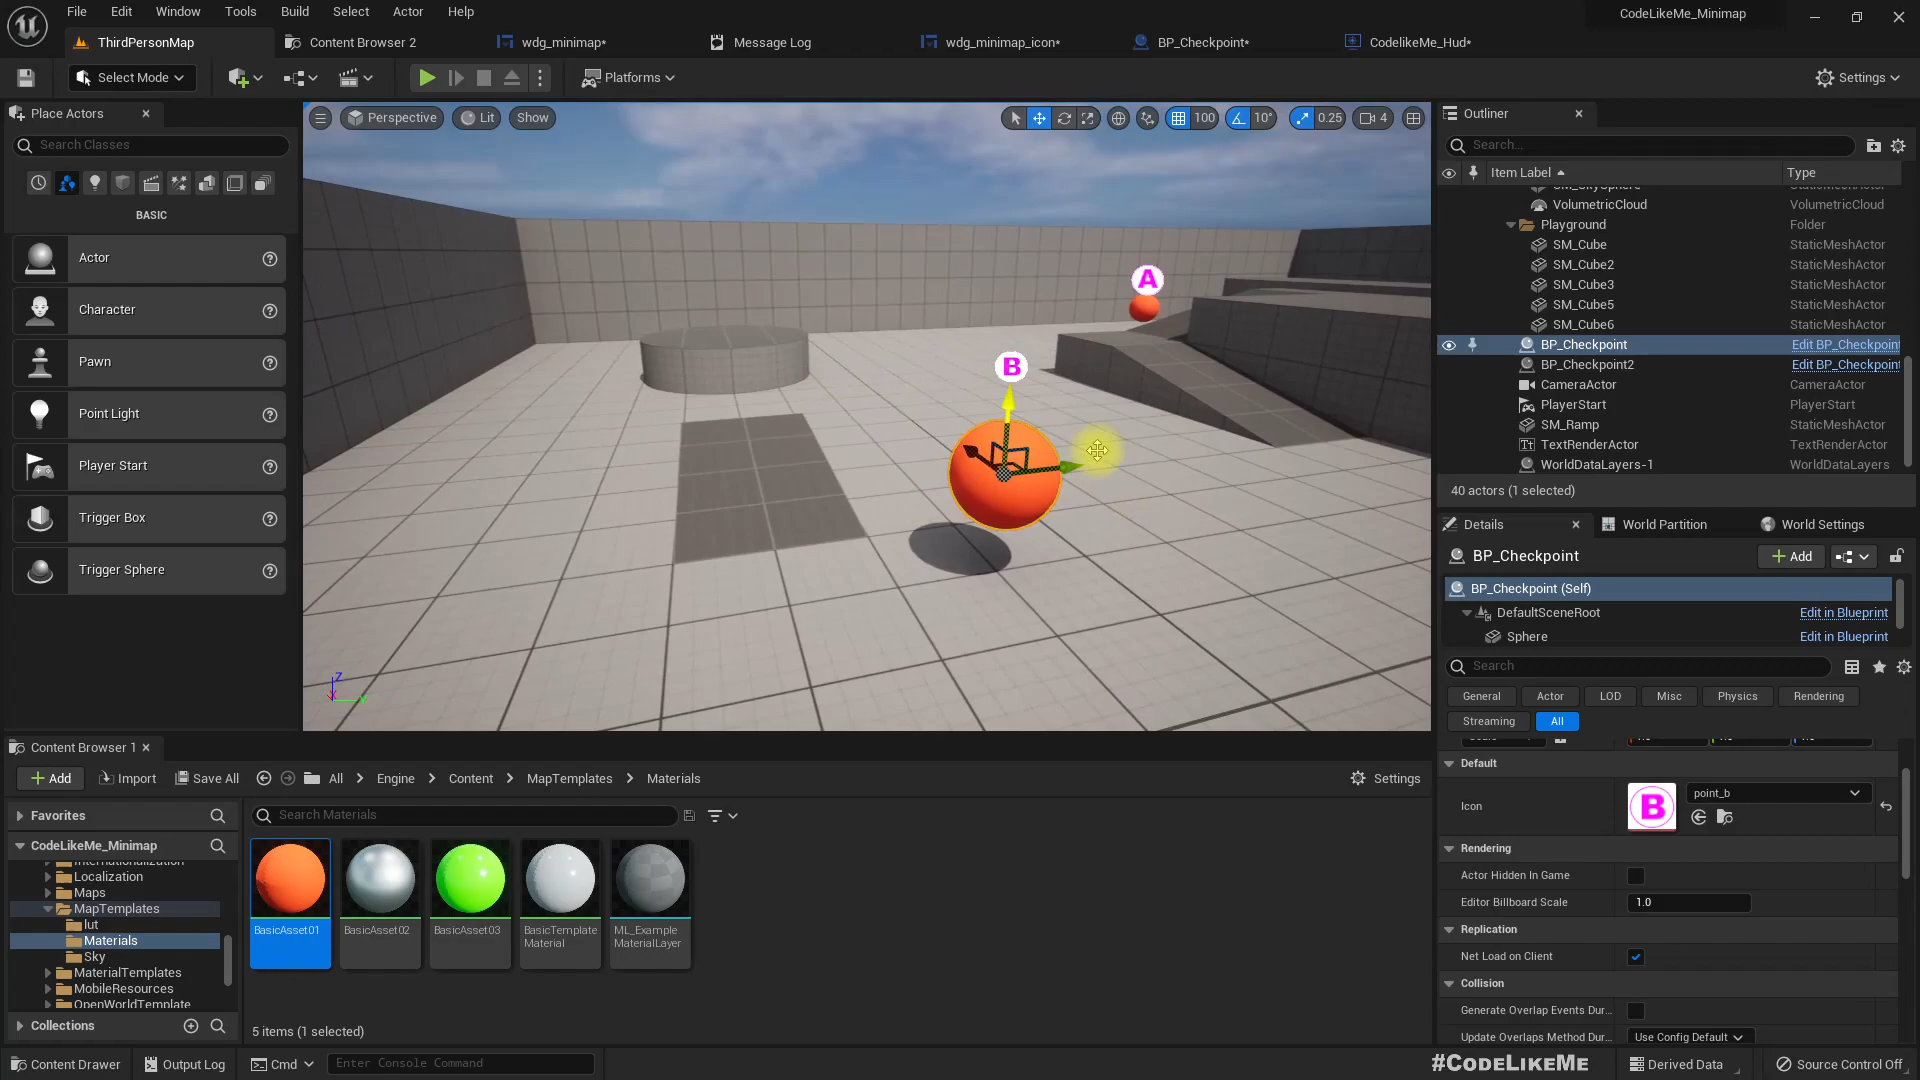 File Edit Window Tools Build Select Actor Help
CodeLikeMe_Minimap
ThirdPersonMap
Content Browser 2
wdg_minimap*
Message Log
wdg_minimap_icon*
BP_Checkpoint*
CodelikeMe_Hud*
Select Mode
Platforms
Settings
Place Actors
Search Classes
BASIC
Actor
Character
Pawn
Point Light
Player Start
Trigger Box
Trigger Sphere
Perspective
Lit
Show
100
10°
0.25
4
A
B
Z
Outliner
Search...
Item Label
Type
SM_SkySphere
StaticMeshActor
VolumetricCloud
VolumetricCloud
Playground
Folder
SM_Cube
StaticMeshActor
SM_Cube2
StaticMeshActor
SM_Cube3
StaticMeshActor
SM_Cube5
StaticMeshActor
SM_Cube6
StaticMeshActor
BP_Checkpoint
Edit BP_Checkpoint
BP_Checkpoint2
Edit BP_Checkpoint
CameraActor
CameraActor
PlayerStart
PlayerStart
SM_Ramp
StaticMeshActor
TextRenderActor
TextRenderActor
WorldDataLayers-1
WorldDataLayers
40 actors (1 selected)
Details
World Partition
World Settings
BP_Checkpoint
Add
BP_Checkpoint (Self)
DefaultSceneRoot
Edit in Blueprint
Sphere
Edit in Blueprint
Search
General
Actor
LOD
Misc
Physics
Rendering
Streaming
All
Default
Icon
B
point_b
Rendering
Actor Hidden In Game
Editor Billboard Scale
1.0
Replication
Net Load on Client
Collision
Generate Overlap Events Dur...
Update Overlaps Method Dur...
Use Config Default
Content Browser 1
Add
Import
Save All
All > Engine > Content > MapTemplates > Materials
Settings
Favorites
CodeLikeMe_Minimap
Internationalization
Localization
Maps
MapTemplates
lut
Materials
Sky
MaterialTemplates
MobileResources
OpenWorldTemplate
Collections
Search Materials
BasicAsset01
BasicAsset02
BasicAsset03
BasicTemplate
Material
ML_Example
MaterialLayer
5 items (1 selected)
Content Drawer
Output Log
Cmd
Enter Console Command
#CodeLikeMe
Derived Data
Source Control Off